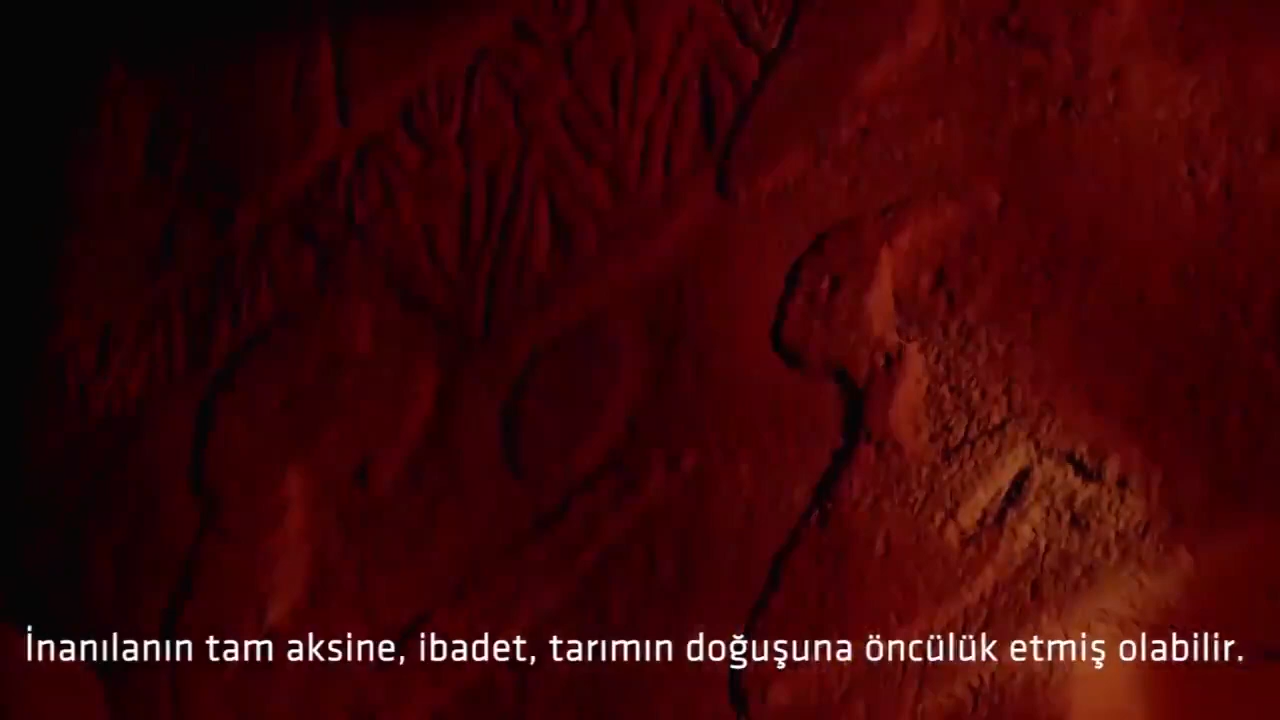 İnanılanın tam aksine, ibadet, tarımın doğuşuna öncülük etmiş olabilir.